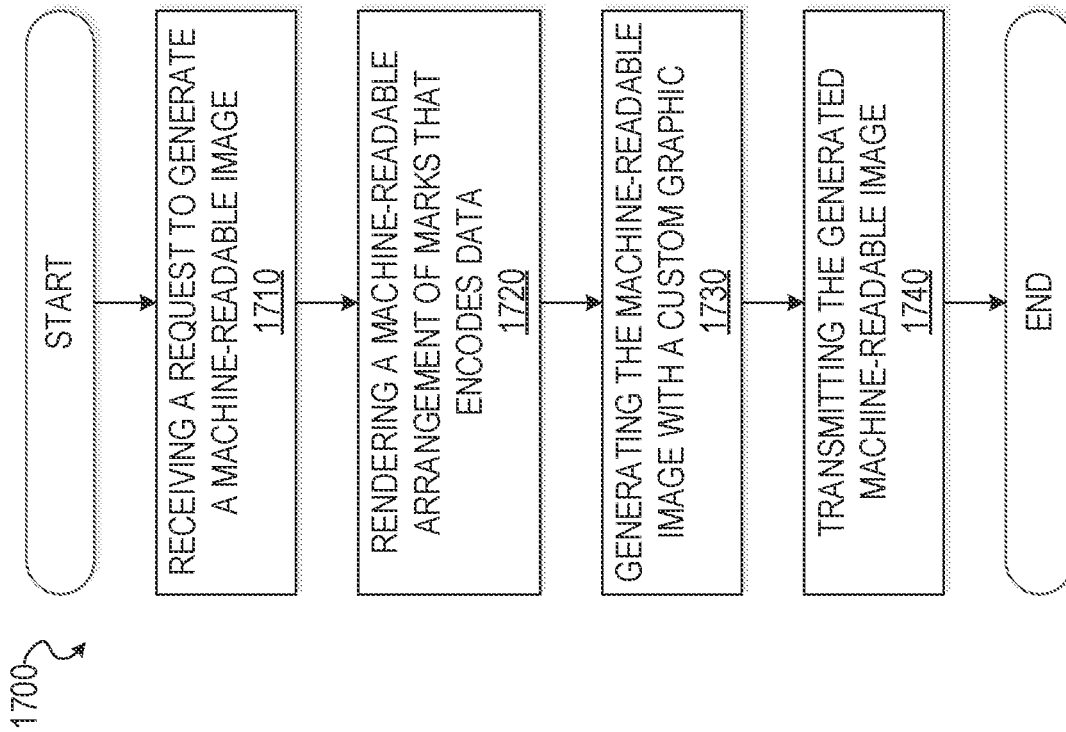 1700
START
RECEIVING A REQUEST TO GENERATE
A MACHINE-READABLE IMAGE
1710
RENDERING A MACHINE-READABLE
ARRANGEMENT OF MARKS THAT
ENCODES DATA
1720
GENERATING THE MACHINE-READABLE
IMAGE WITH A CUSTOM GRAPHIC
1730
TRANSMITTING THE GENERATED
MACHINE-READABLE IMAGE
1740
END